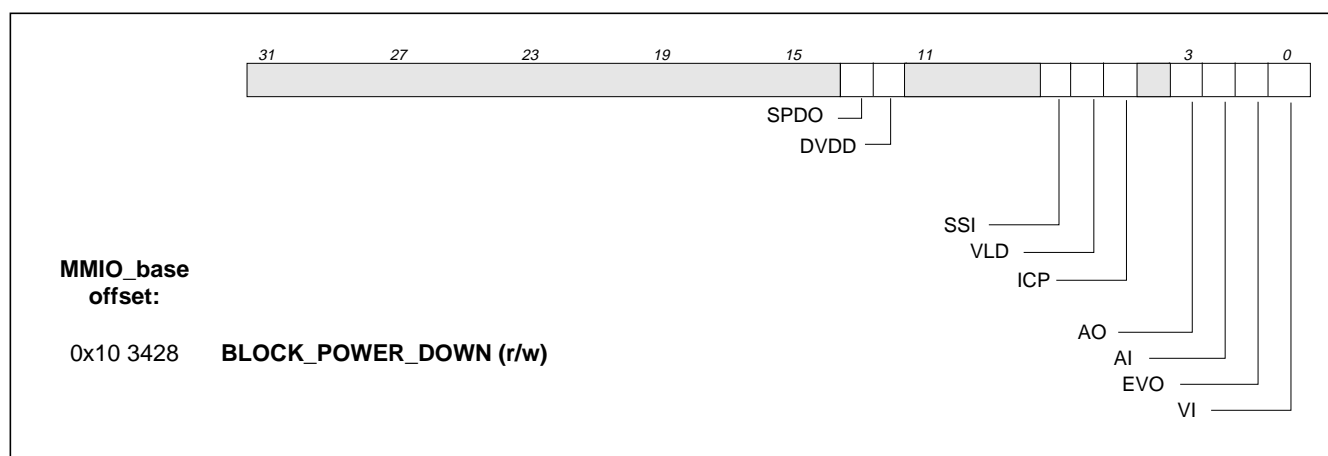 31 27 23 19 15 11 3 0
SPDO
DVDD
SSI
VLD
MMIO_base
offset:
ICP
AO
0x10 3428 BLOCK_POWER_DOWN (r/w)
AI
EVO
VI